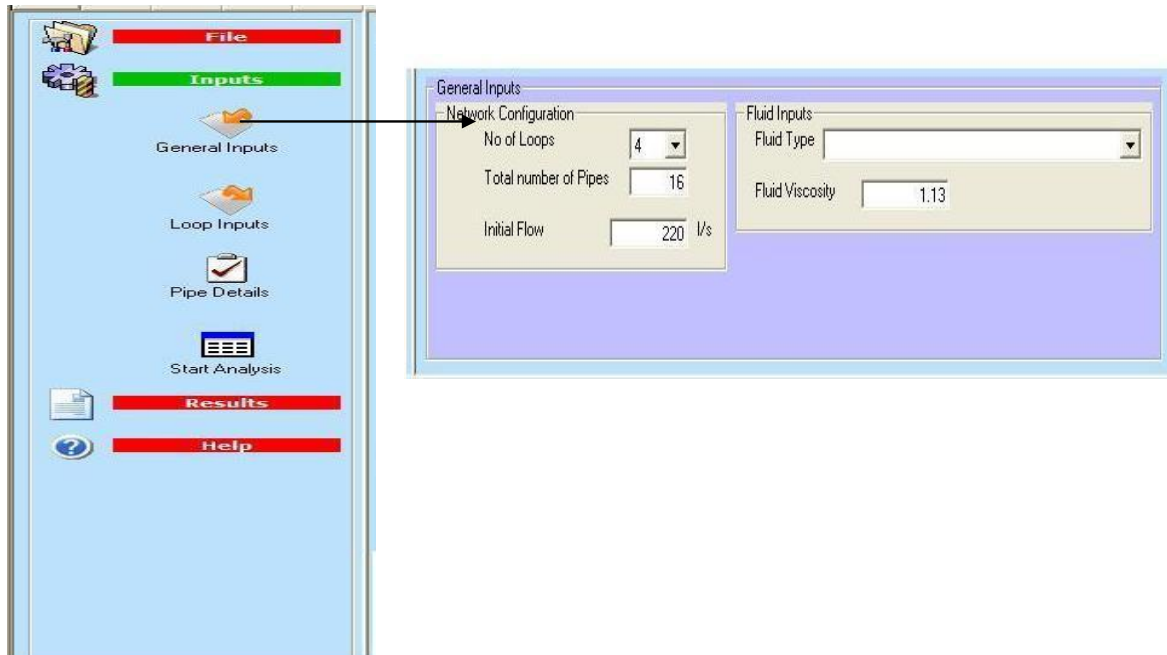 File
Inputs
General Inputs
Loop Inputs
Pipe Details
Start Analysis
Results
Help
General Inputs
Network Configuration
No of Loops 4
Total number of Pipes 16
Initial Flow 220 l/s
Fluid Inputs
Fluid Type
Fluid Viscosity 1.13